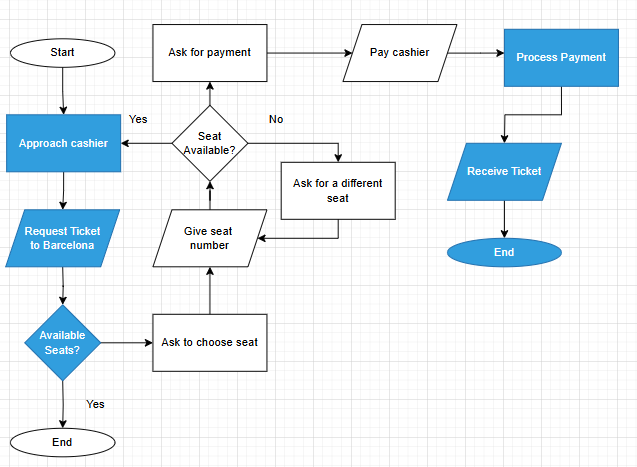 Start
Ask for payment
Pay cashier
Process Payment
Approach cashier
Yes
Seat
Available?
No
Ask for a different
seat
Receive Ticket
Request Ticket
to Barcelona
Give seat
number
End
Available
Seats?
Ask to choose seat
Yes
End